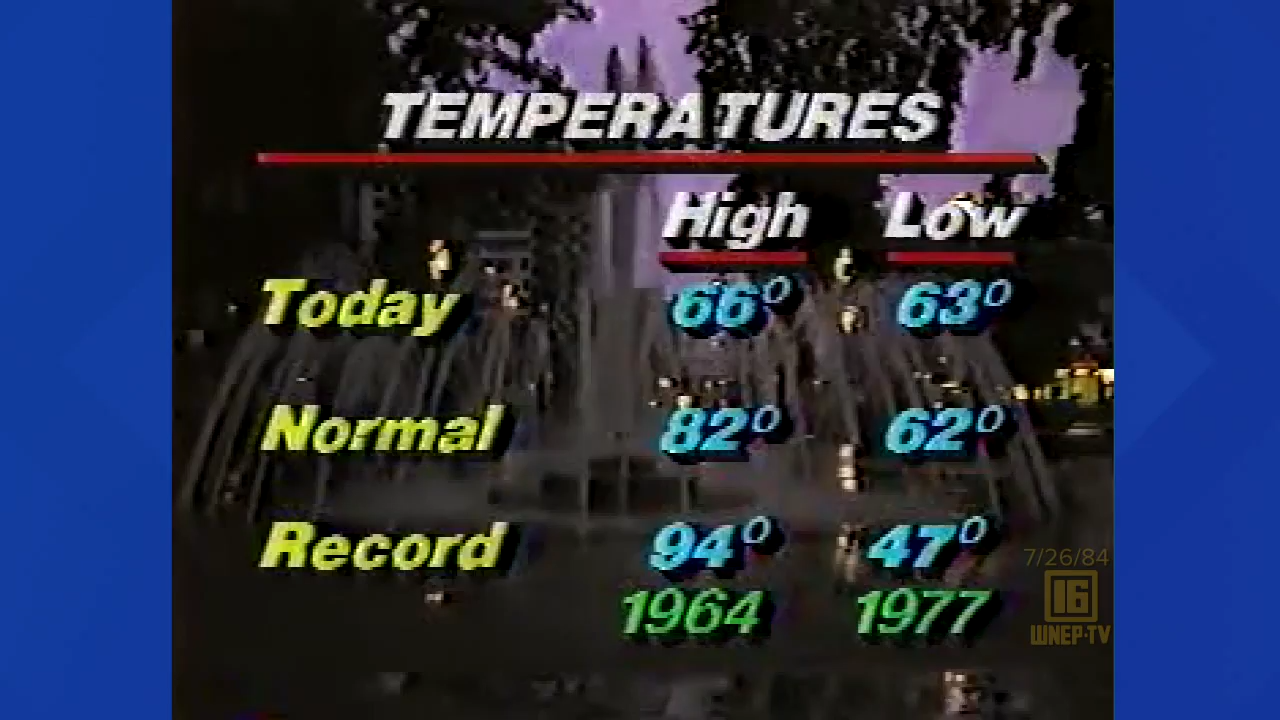 TEMPERATURES
High Low
Today 66° 63°
Normal 82° 62°
Record 94° 47°
1964 1977
7/26/84
16
WNEP-TV